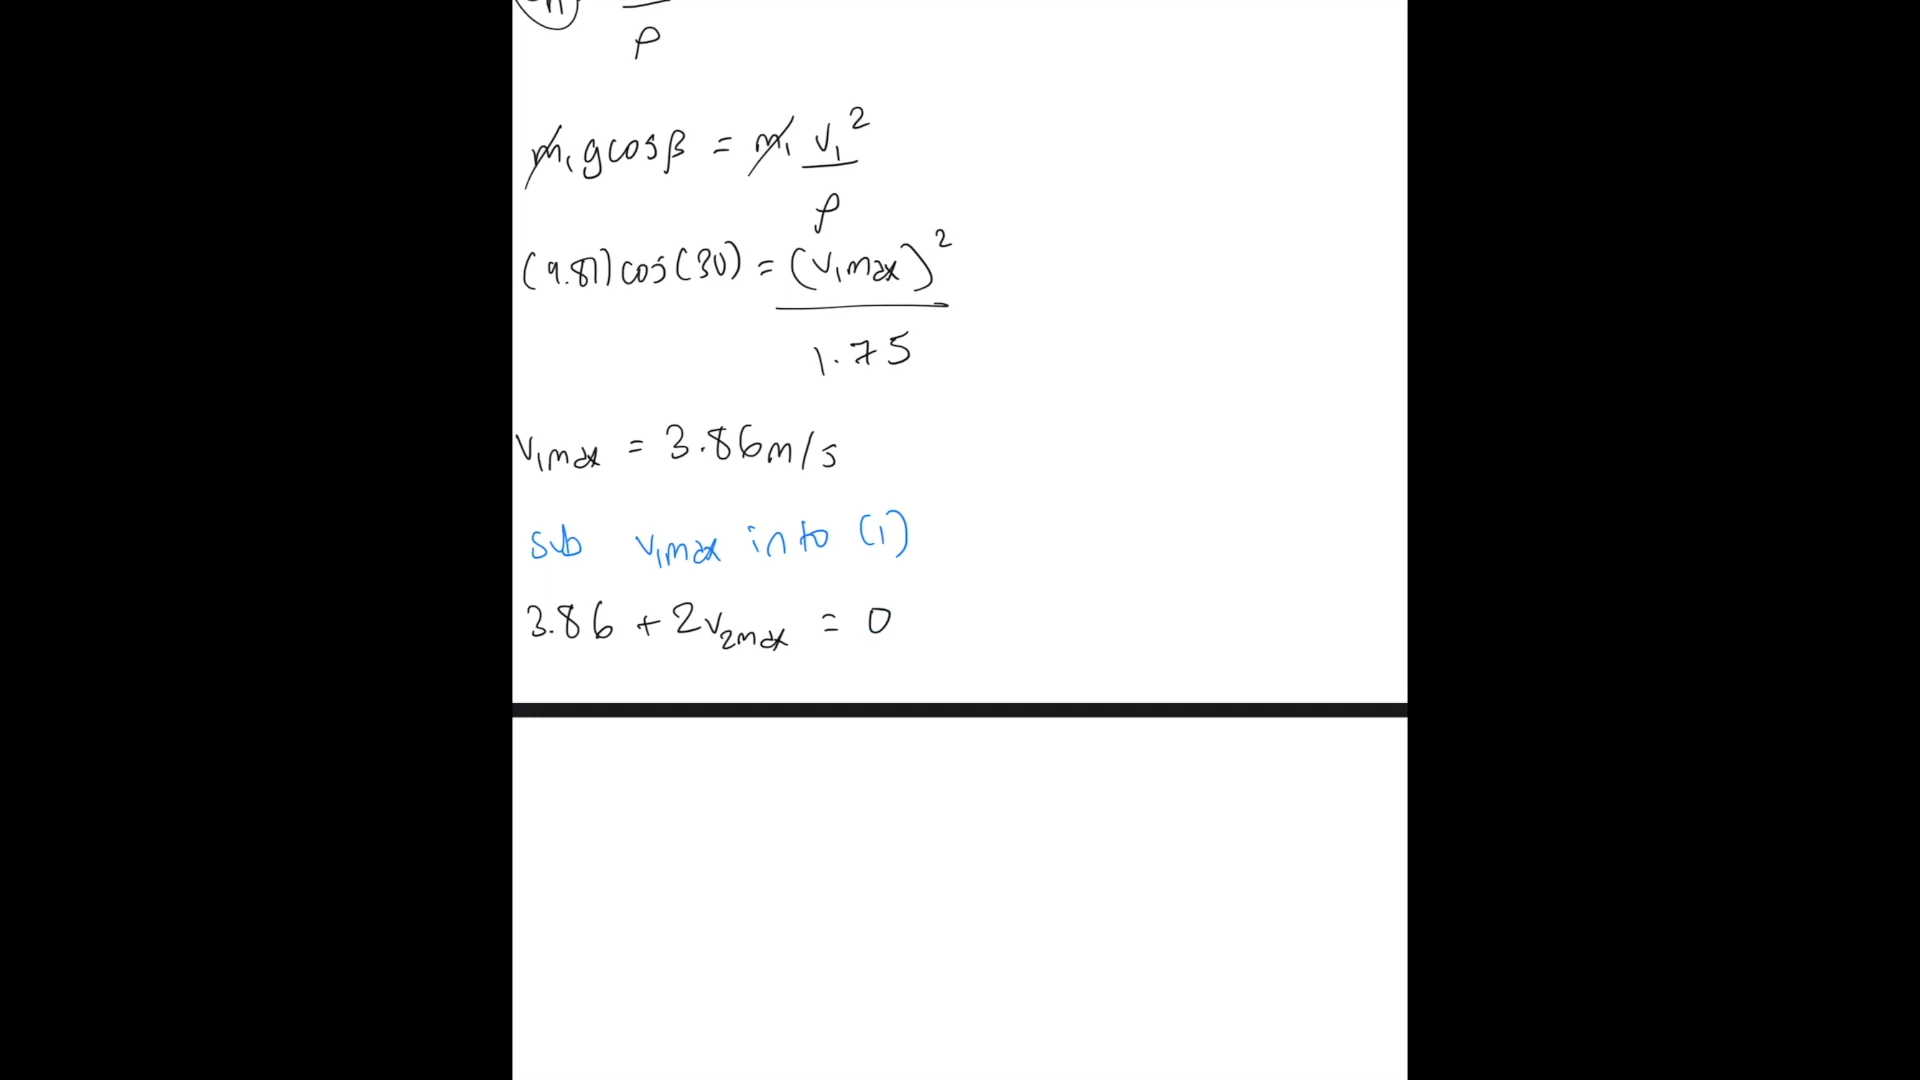 ρ
m₁gcosβ = m₁ v₁²
ρ
(9.81)cos(30) = (v₁max)²
1.75
v₁max = 3.86m/s
sub v₁max into (1)
3.86 + 2v₂max = 0